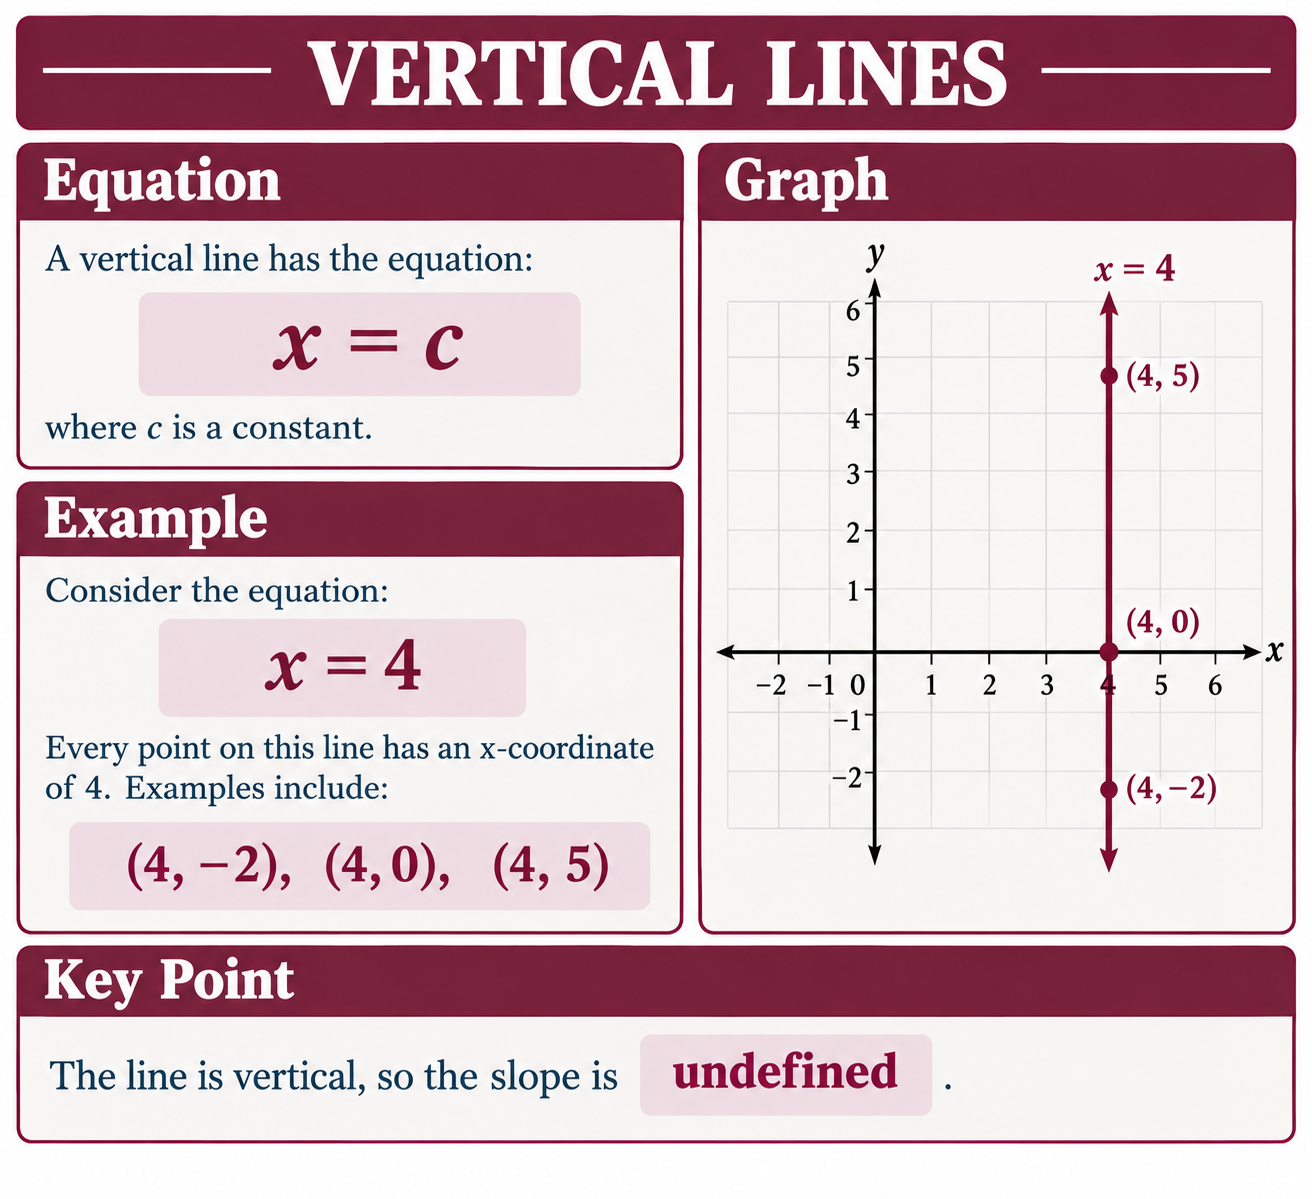 VERTICAL LINES
Equation
A vertical line has the equation:
x = c
where c is a constant.
Example
Consider the equation:
x = 4
Every point on this line has an x-coordinate
of 4. Examples include:
(4, −2), (4, 0), (4, 5)
Graph
y
x = 4
6
5
(4, 5)
4
3
2
1
(4, 0)
x
−2 −1 0 1 2 3 4 5 6
−1
−2
(4, −2)
Key Point
The line is vertical, so the slope is undefined .